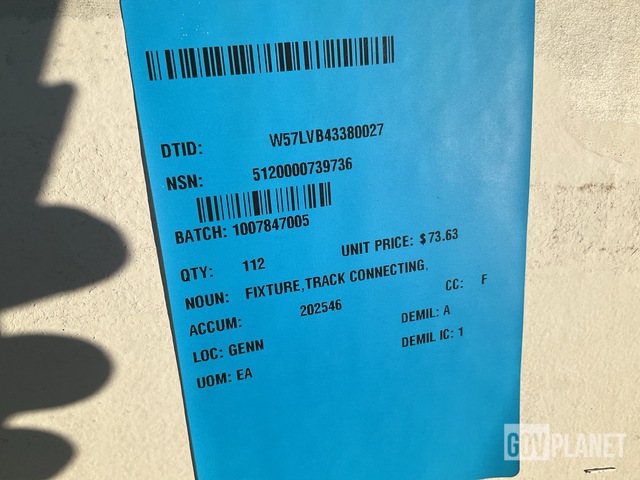 DTID: W57LVB43380027
NSN: 5120000739736
BATCH: 1007847005
QTY: 112 UNIT PRICE: $73.63
NOUN: FIXTURE,TRACK CONNECTING,
ACCUM: 202546 CC: F
LOC: GENN DEMIL: A
UOM: EA DEMIL IC: 1
GOVPLANET